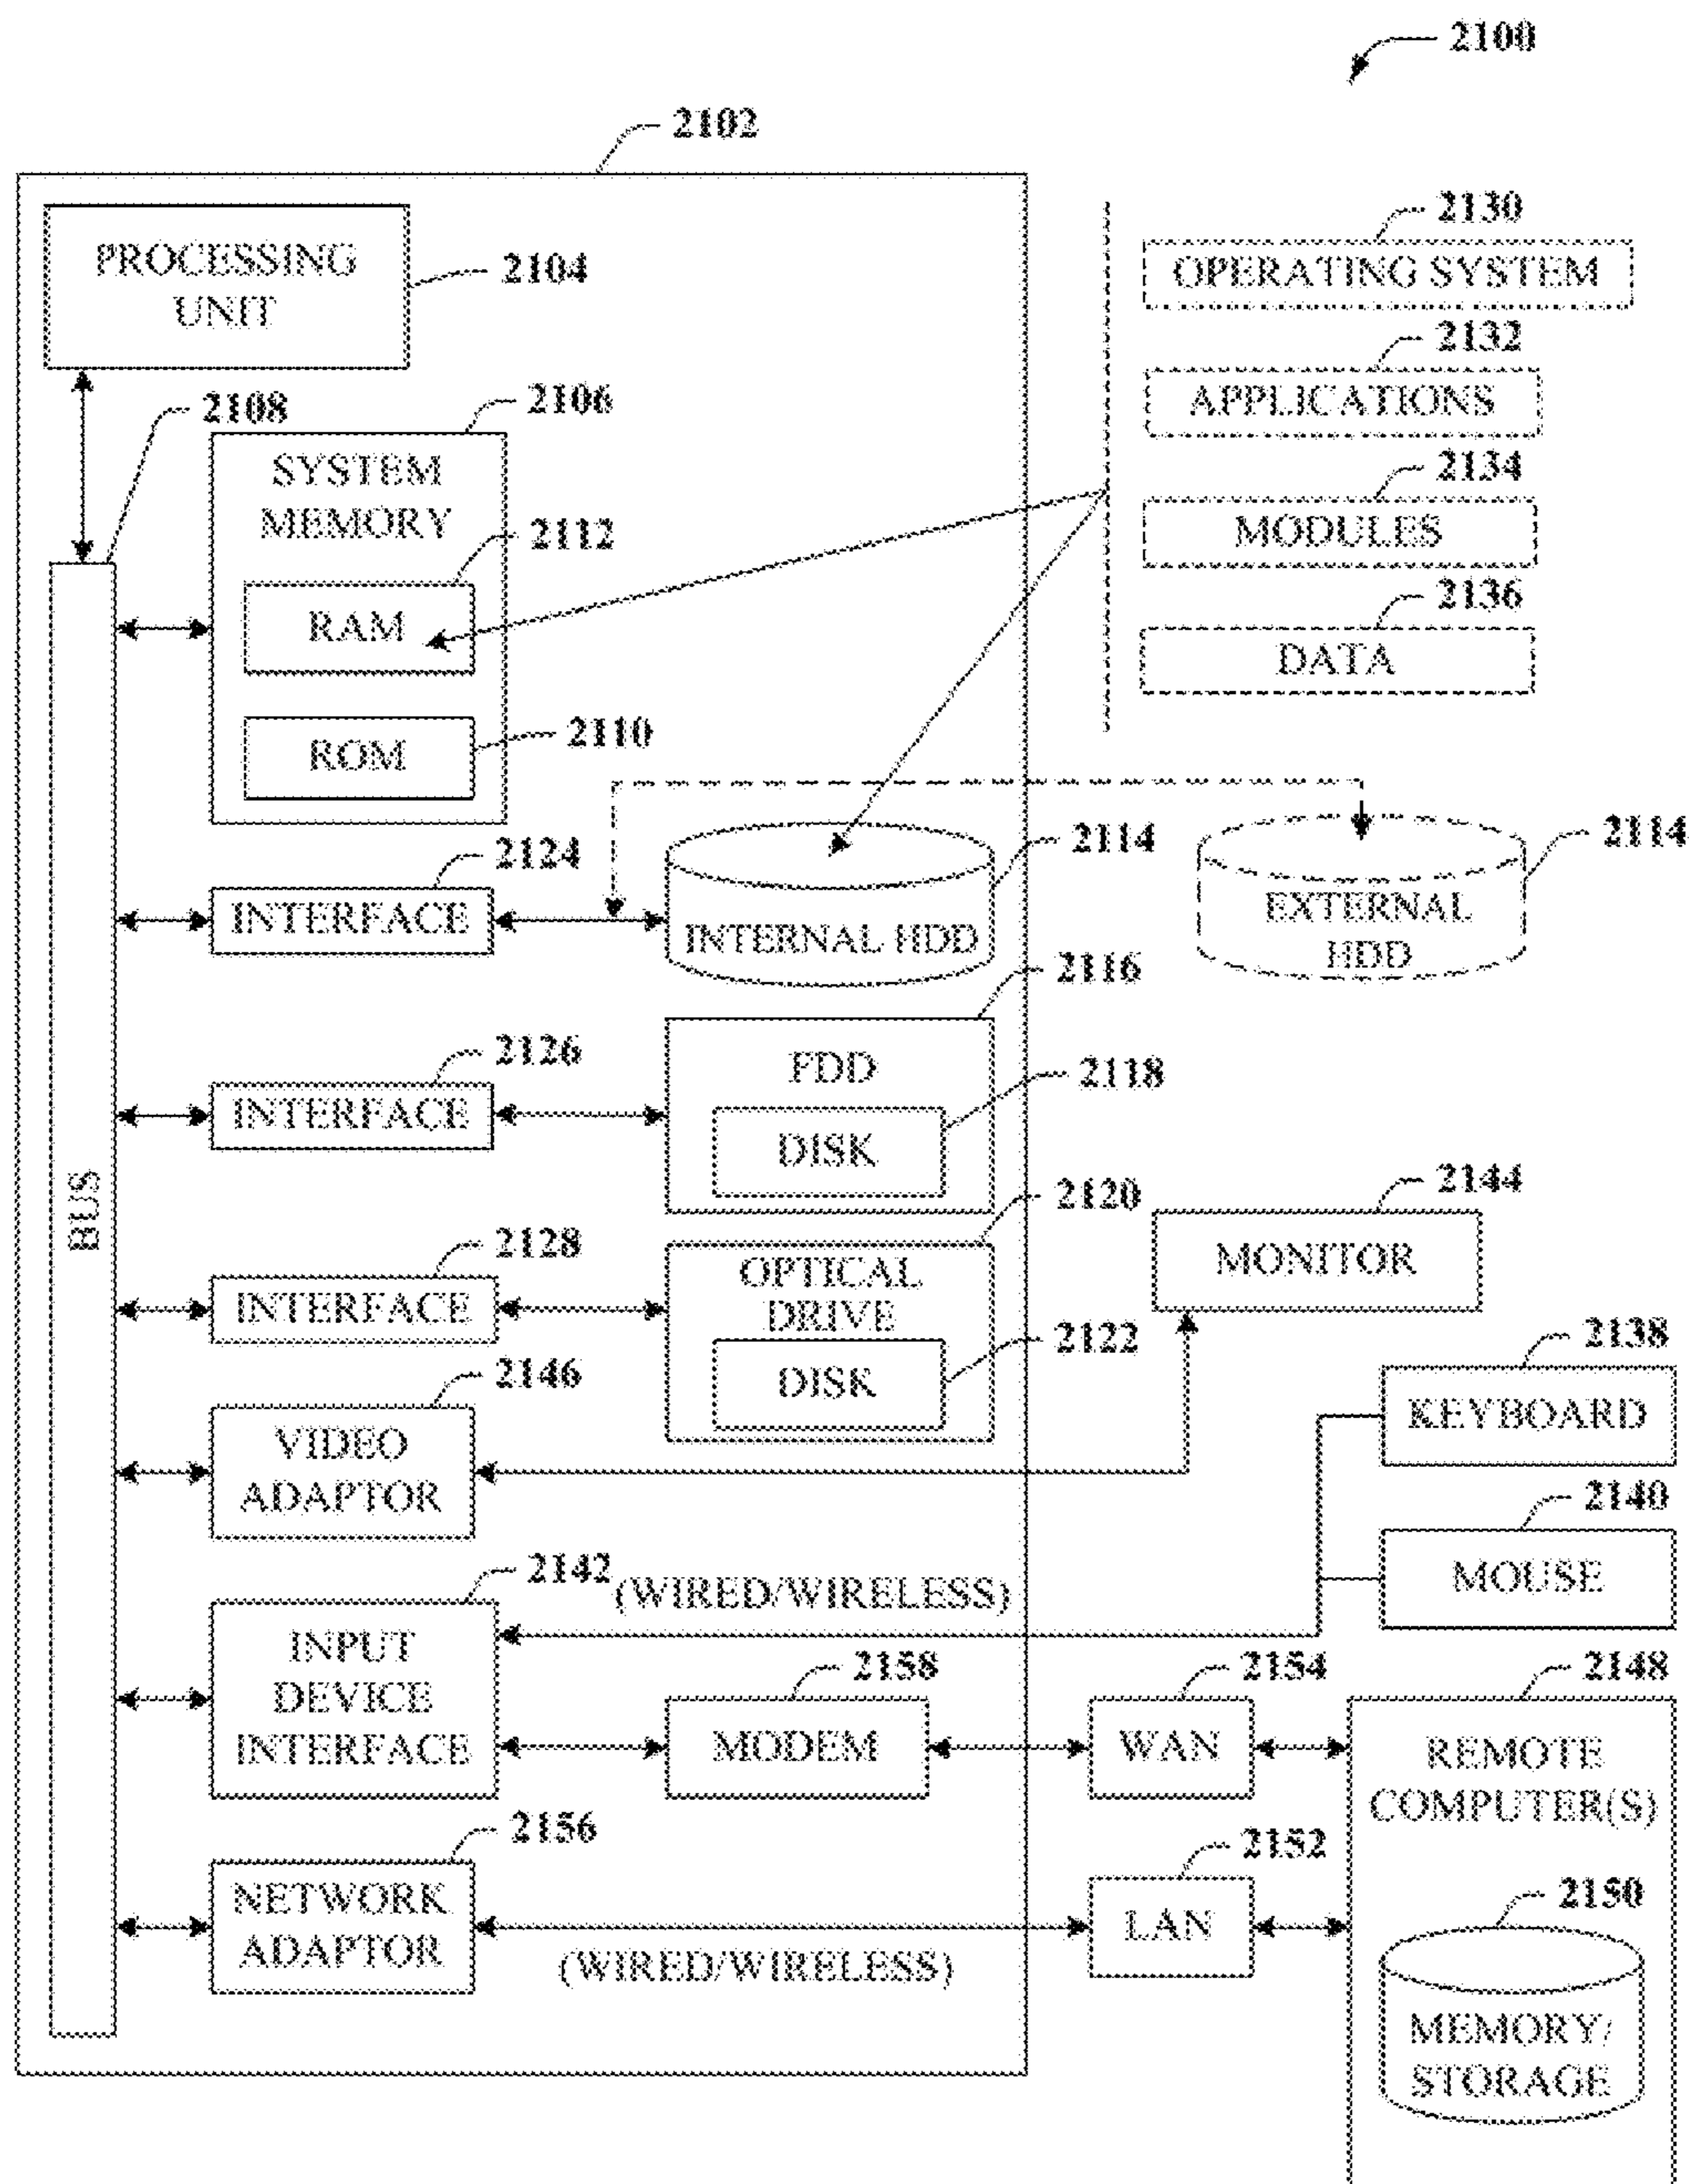 2100
2102
PROCESSING
UNIT
2104
2130
OPERATING SYSTEM
2132
APPLICATIONS
2134
MODULES
2136
DATA
2108
2106
SYSTEM
MEMORY
2112
RAM
2110
ROM
2124
INTERFACE
2114
INTERNAL HDD
2114
EXTERNAL
HDD
2126
INTERFACE
2116
FDD
2118
DISK
BUS
2128
INTERFACE
2120
OPTICAL
DRIVE
2122
DISK
2144
MONITOR
2138
KEYBOARD
2146
VIDEO
ADAPTOR
2140
MOUSE
2142
(WIRED/WIRELESS)
INPUT
DEVICE
INTERFACE
2158
MODEM
2154
WAN
2148
REMOTE
COMPUTER(S)
2156
NETWORK
ADAPTOR
(WIRED/WIRELESS)
2152
LAN
2150
MEMORY/
STORAGE